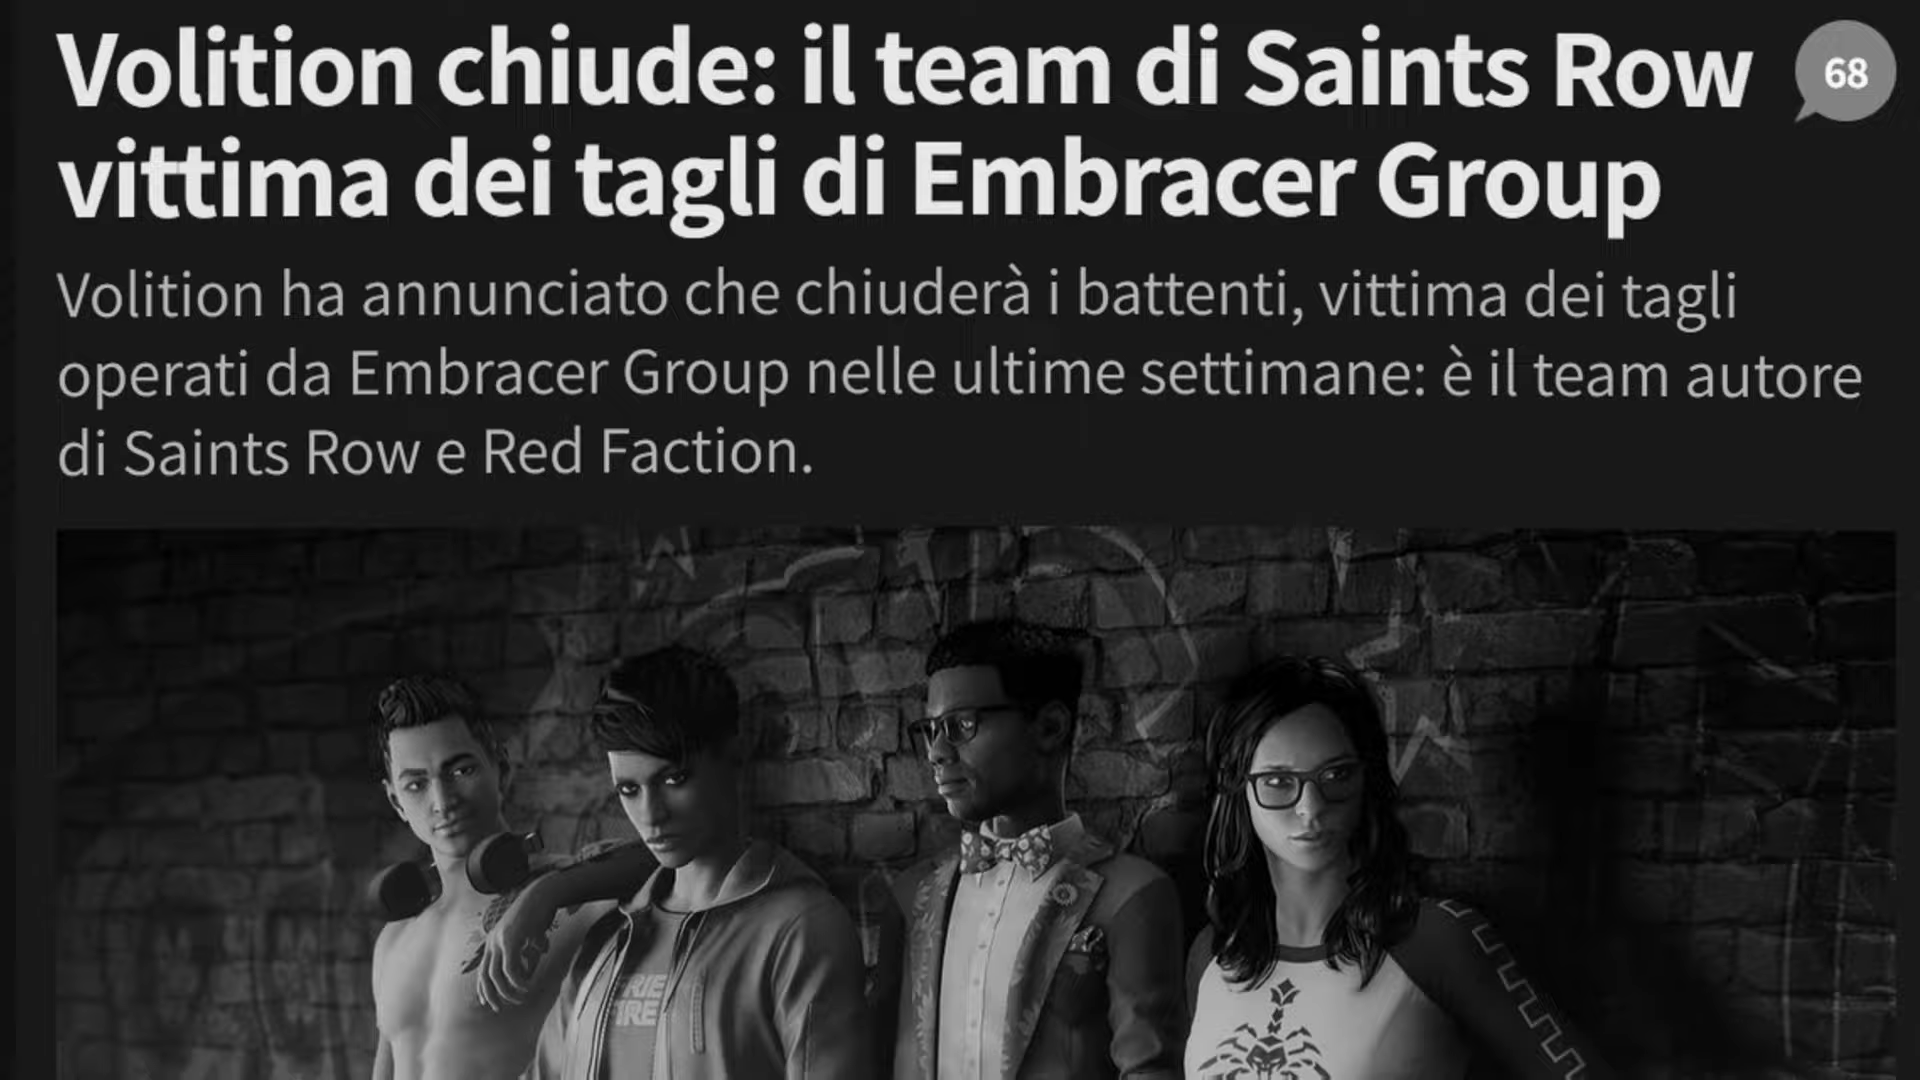 Volition chiude: il team di Saints Row
68
vittima dei tagli di Embracer Group
Volition ha annunciato che chiuderà i battenti, vittima dei tagli
operati da Embracer Group nelle ultime settimane: è il team autore
di Saints Row e Red Faction.